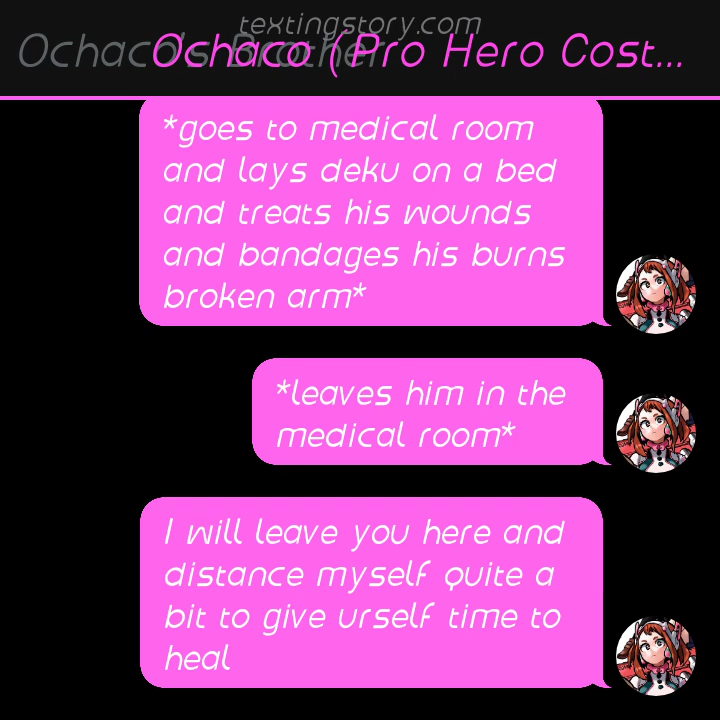 textingstory.com
Ochaco's Brother
Ochaco (Pro Hero Cost...
*goes to medical room
and lays deku on a bed
and treats his wounds
and bandages his burns
broken arm*
*leaves him in the
medical room*
I will leave you here and
distance myself quite a
bit to give urself time to
heal